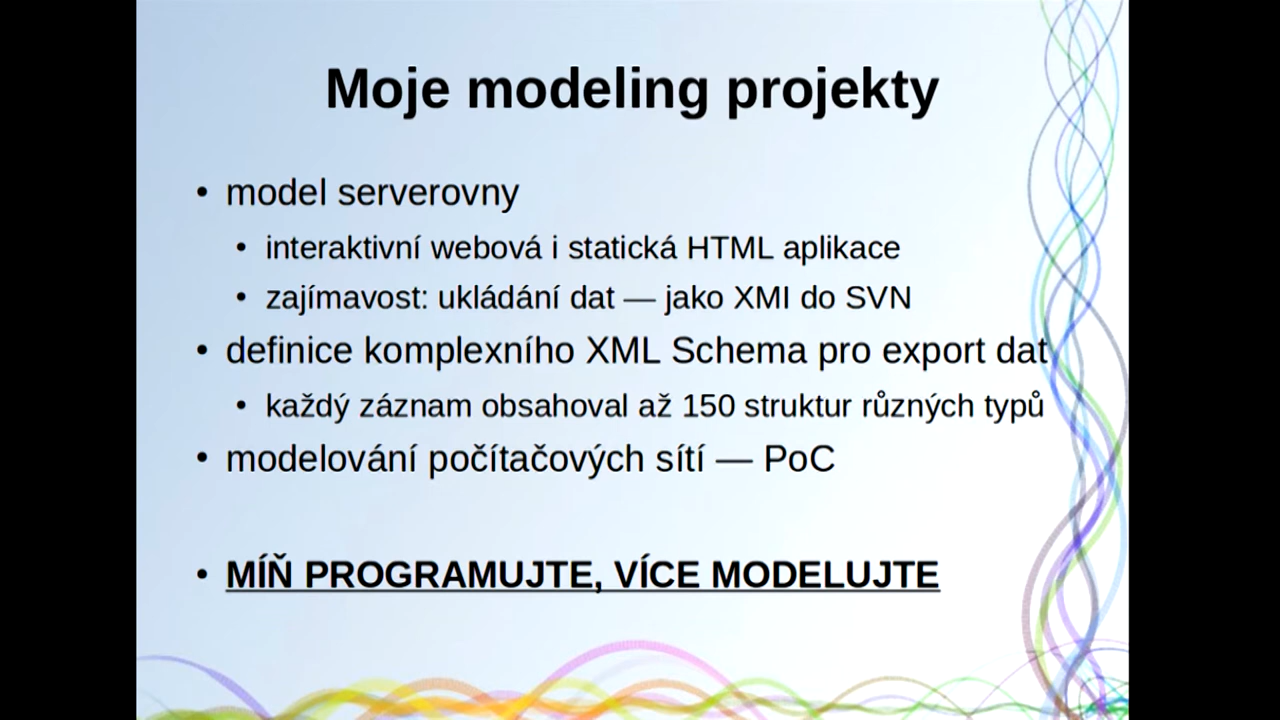 Moje modeling projekty
• model serverovny
• interaktivní webová i statická HTML aplikace
• zajímavost: ukládání dat — jako XMI do SVN
• definice komplexního XML Schema pro export dat
• každý záznam obsahoval až 150 struktur různých typů
• modelování počítačových sítí — PoC
• MÍŇ PROGRAMUJTE, VÍCE MODELUJTE